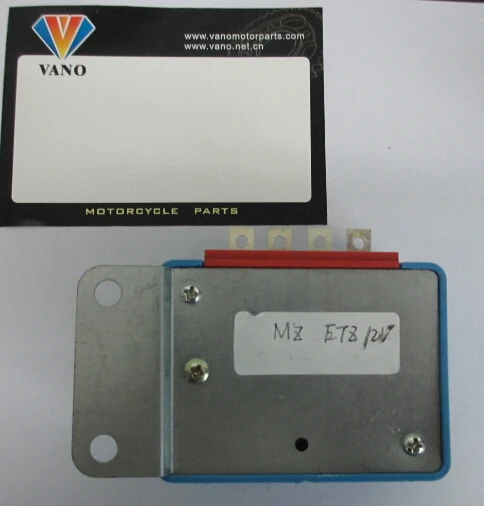 www.vanomotorparts.com
www.vano.net.cn
VANO
MOTORCYCLE PARTS
MZ ETZ 12V